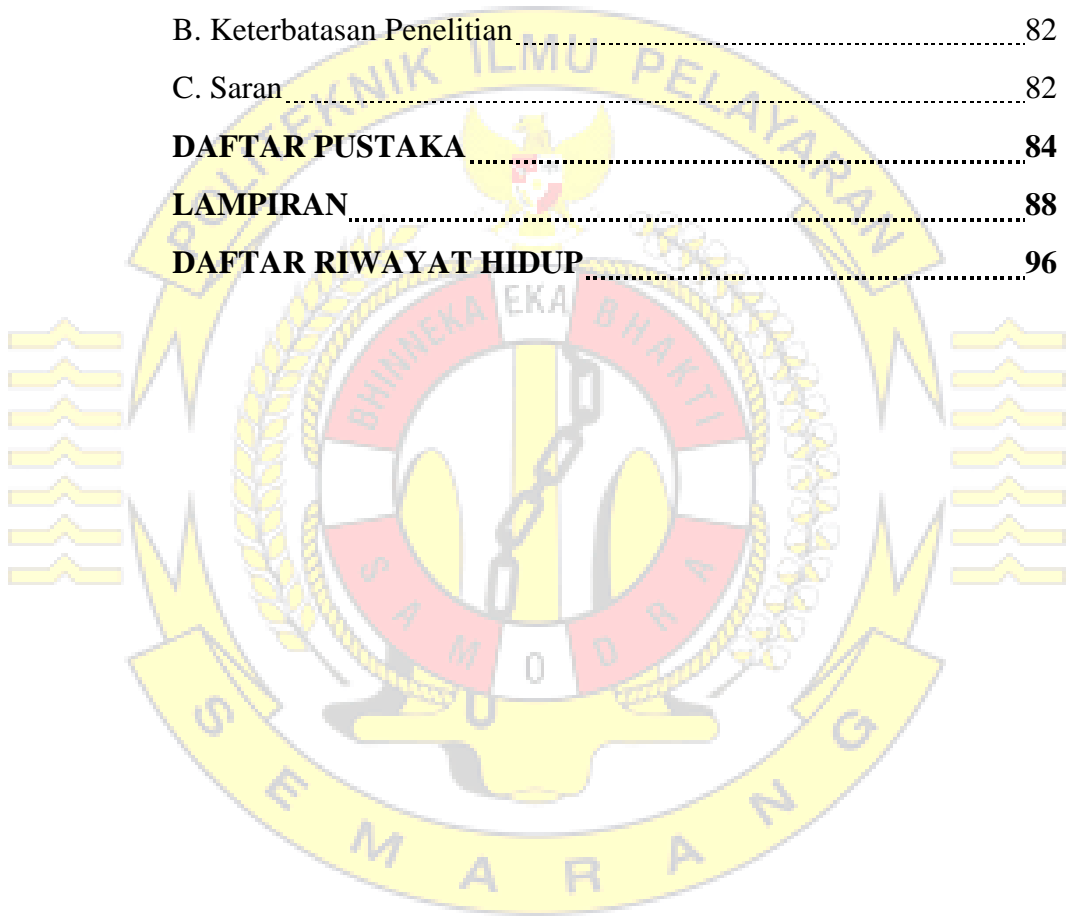 B. Keterbatasan Penelitian 82
C. Saran 82
DAFTAR PUSTAKA 84
LAMPIRAN 88
DAFTAR RIWAYAT HIDUP 96
POLITEKNIK ILMU PELAYARAN
BHINNEKA EKA BHAKTI
SAMODRA
SEMARANG